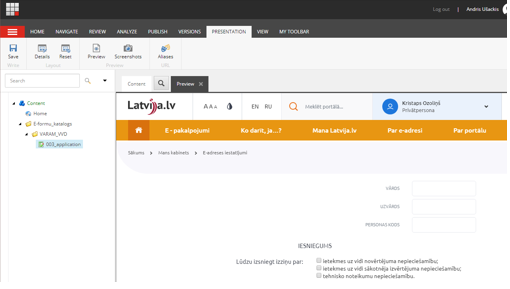 Log out | Andris Ušackis
HOME NAVIGATE REVIEW ANALYZE PUBLISH VERSIONS PRESENTATION VIEW MY TOOLBAR
Save Details Reset Preview Screenshots Aliases
Write Layout Preview URL
Search
Content Preview
Content
Home
E-formu_katalogs
VARAM_VVD
003_application
Latvija.lv A A A EN RU Meklēt portālā... Kristaps Ozoliņš
Privātpersona
E - pakalpojumi Ko darīt, ja...? Mana Latvija.lv Par e-adresi Par portālu
Sākums Mans kabinets E-adreses iestatījumi
VĀRDS
UZVĀRDS
PERSONAS KODS
IESNIEGUMS
Lūdzu izsniegt izziņu par:
ietekmes uz vidi novērtējuma nepieciešamību;
ietekmes uz vidi sākotnēja izvērtējuma nepieciešamību;
tehnisko noteikumu nepieciešamību.